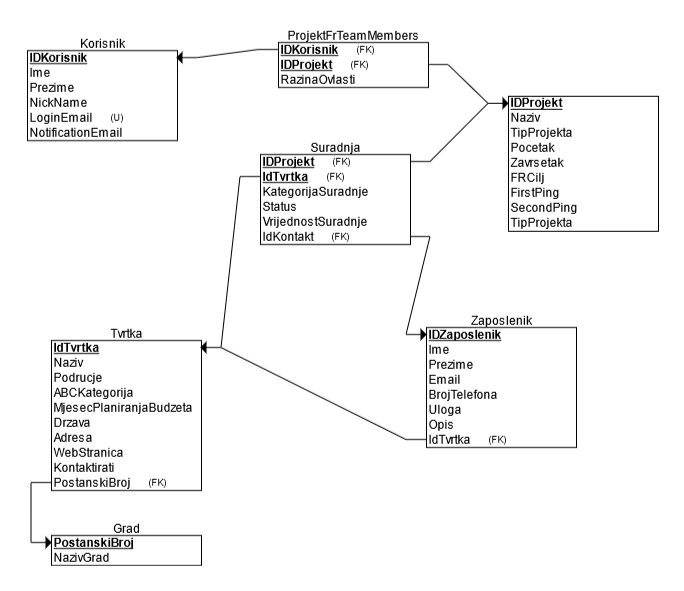 Korisnik
IDKorisnik
Ime
Prezime
NickName
LoginEmail (U)
NotificationEmail
ProjektFrTeamMembers
IDKorisnik (FK)
IDProjekt (FK)
RazinaOvlasti
IDProjekt
Naziv
TipProjekta
Pocetak
Zavrsetak
FRCilj
FirstPing
SecondPing
TipProjekta
Suradnja
IDProjekt (FK)
IdTvrtka (FK)
KategorijaSuradnje
Status
VrijednostSuradnje
IdKontakt (FK)
Tvrtka
IdTvrtka
Naziv
Podrucje
ABCKategorija
MjesecPlaniranjaBudzeta
Drzava
Adresa
WebStranica
Kontaktirati
PostanskiBroj (FK)
Zaposlenik
IDZaposlenik
Ime
Prezime
Email
BrojTelefona
Uloga
Opis
IdTvrtka (FK)
Grad
PostanskiBroj
NazivGrad